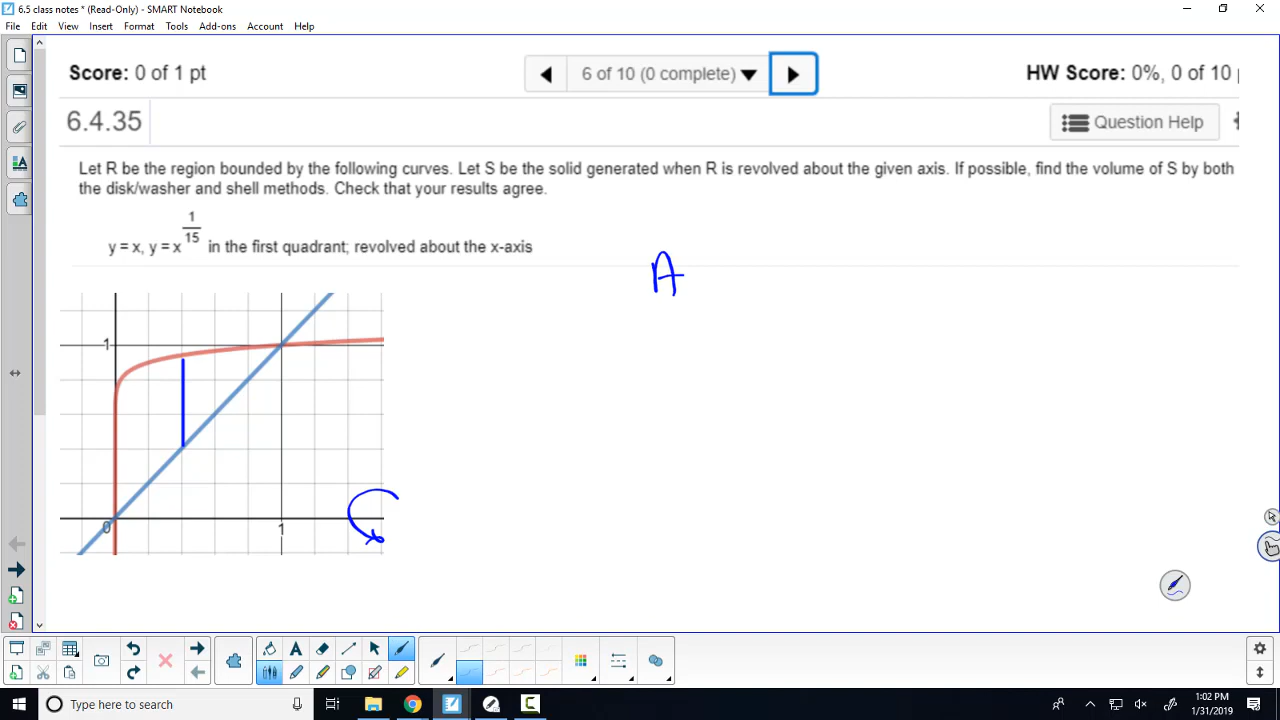 6.5 class notes * (Read-Only) - SMART Notebook
File Edit View Insert Format Tools Add-ons Account Help
Score: 0 of 1 pt
6 of 10 (0 complete)
HW Score: 0%, 0 of 10
6.4.35
Question Help
Let R be the region bounded by the following curves. Let S be the solid generated when R is revolved about the given axis. If possible, find the volume of S by both
the disk/washer and shell methods. Check that your results agree.
1
15
y = x, y = x in the first quadrant; revolved about the x-axis
A
1
0
1
Type here to search
1:02 PM
1/31/2019